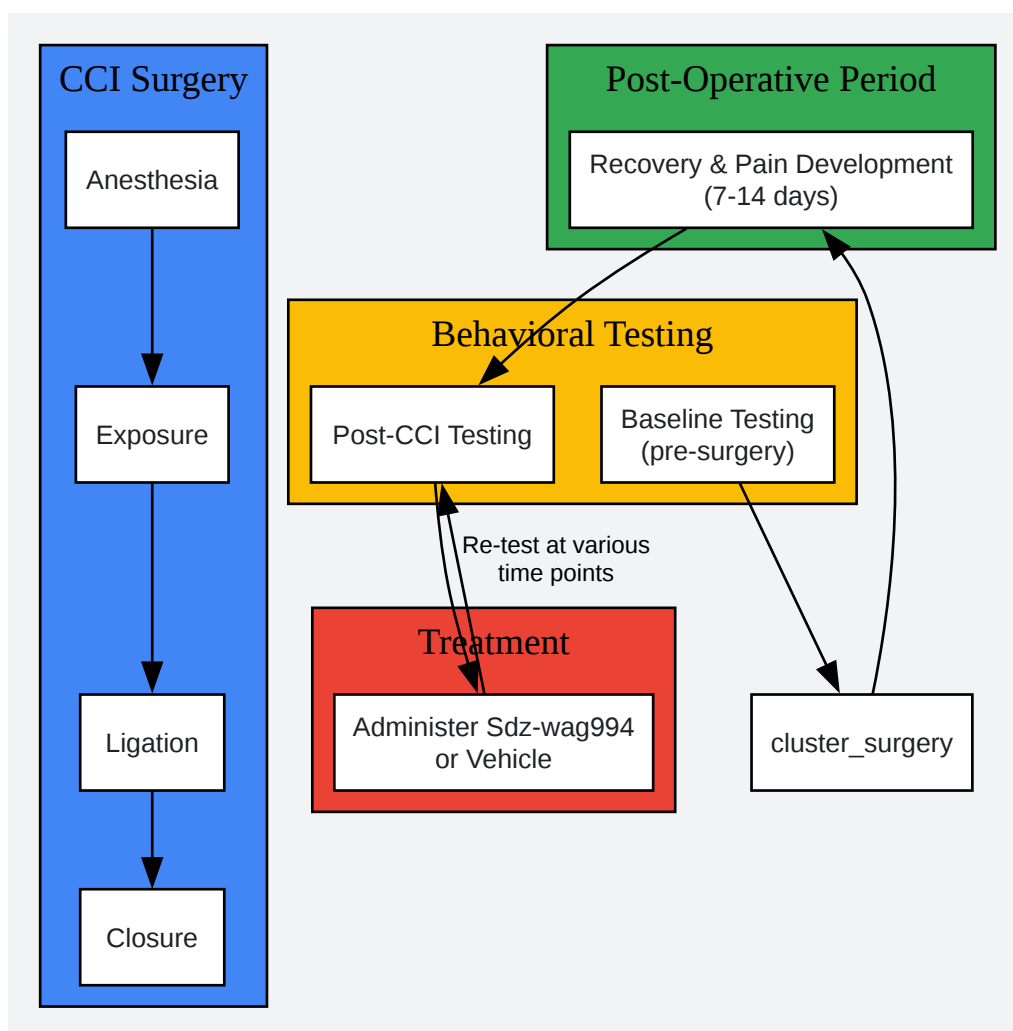 CCI Surgery
Anesthesia
Exposure
Ligation
Closure
Post-Operative Period
Recovery & Pain Development
(7-14 days)
Behavioral Testing
Post-CCI Testing
Baseline Testing
(pre-surgery)
Re-test at various
time points
Treatment
Administer Sdz-wag994
or Vehicle
cluster_surgery